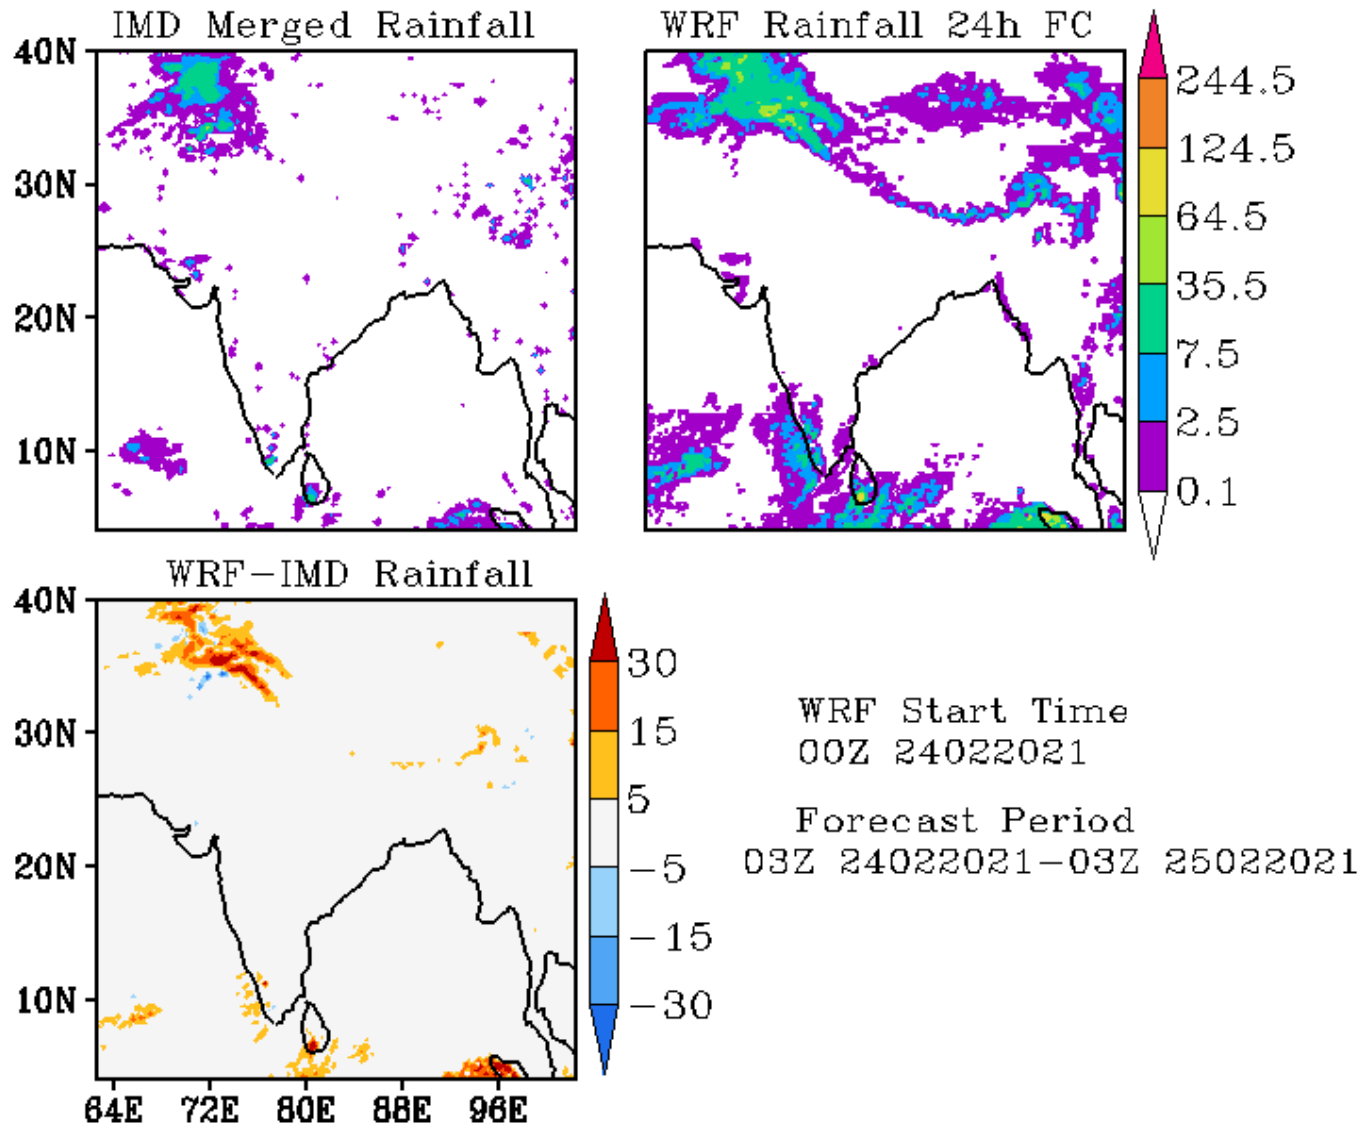 IMD Merged Rainfall
WRF Rainfall 24h FC
40N
30N
20N
10N
244.5
124.5
64.5
35.5
7.5
2.5
0.1
WRF-IMD Rainfall
40N
30N
20N
10N
64E 72E 80E 88E 96E
30
15
5
-5
-15
-30
WRF Start Time
00Z 24022021
Forecast Period
03Z 24022021-03Z 25022021